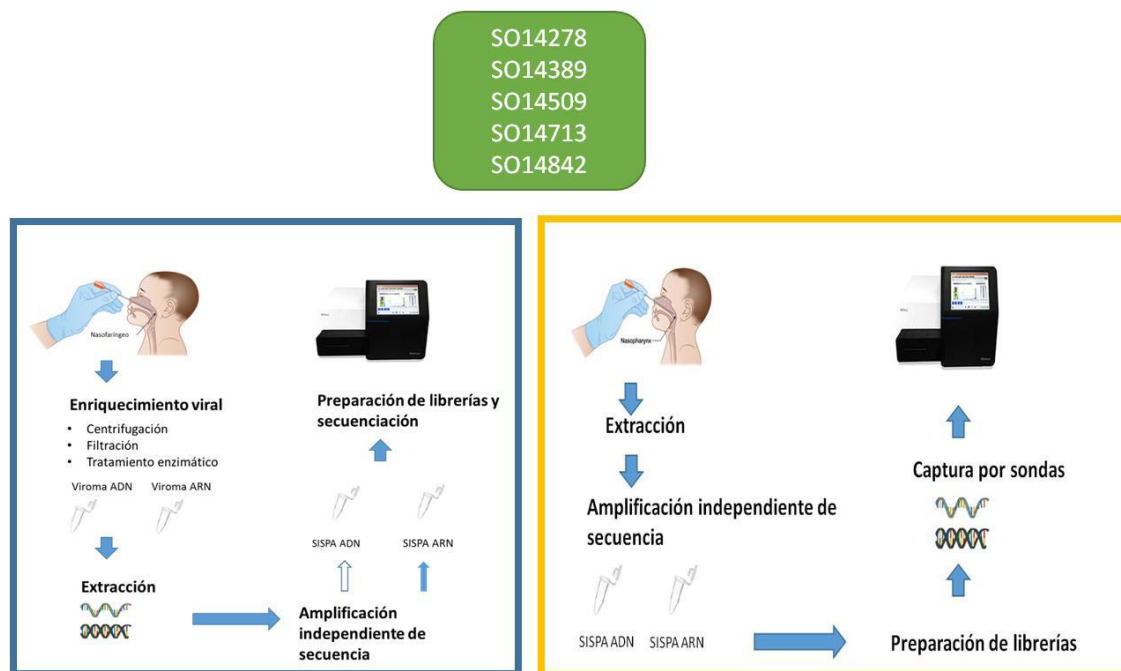 SO14278
SO14389
SO14509
SO14713
SO14842
Nasofaríngeo
Enriquecimiento viral
• Centrifugación
• Filtración
• Tratamiento enzimático
Viroma ADN
Viroma ARN
Extracción
Amplificación
independiente de
secuencia
SISPA ADN
SISPA ARN
Preparación de librerías y
secuenciación
Nasopharynx
Extracción
Amplificación independiente de
secuencia
SISPA ADN
SISPA ARN
Preparación de librerías
Captura por sondas